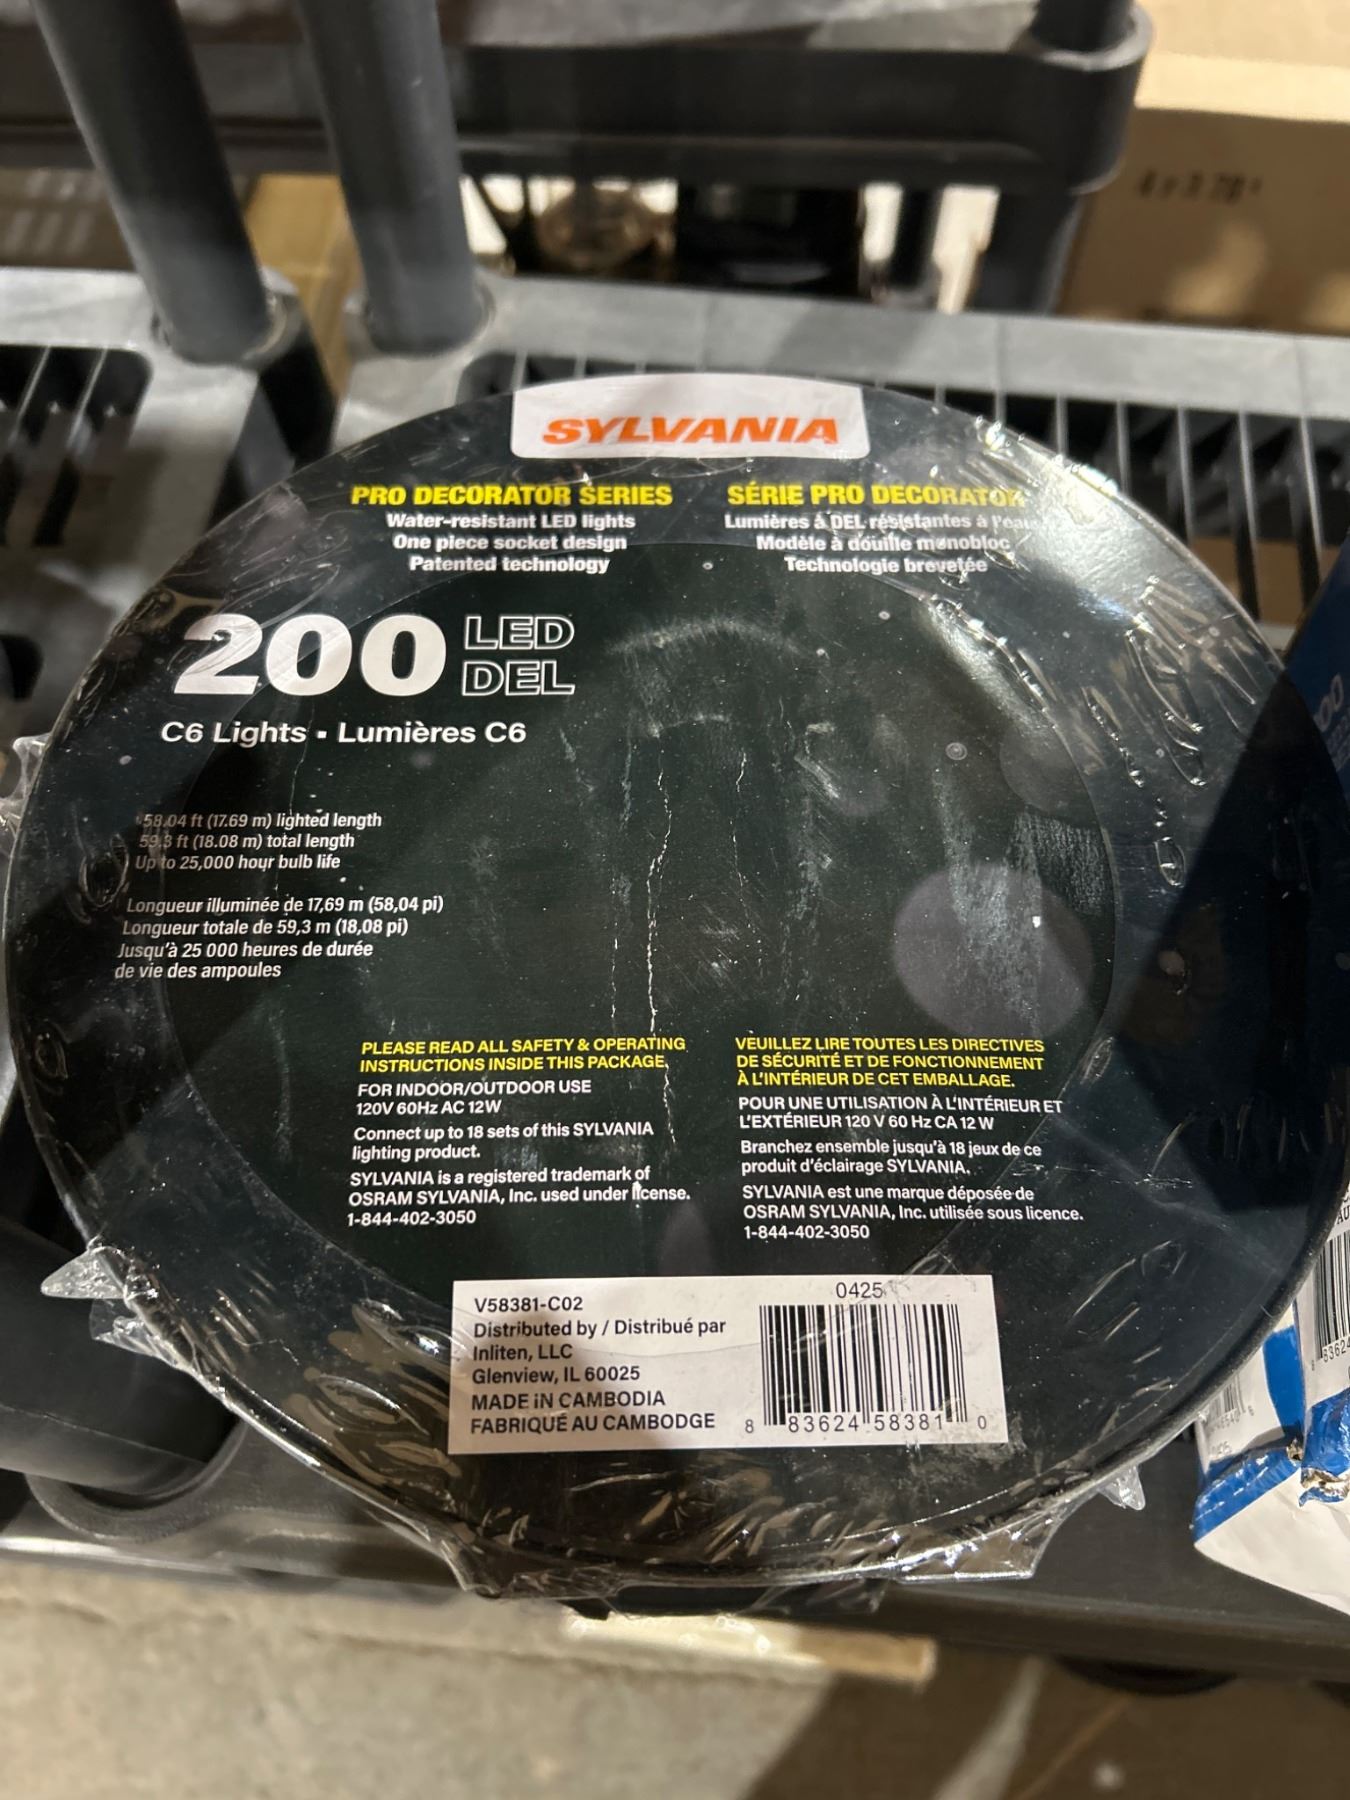 SYLVANIA
PRO DECORATOR SERIES
Water-resistant LED lights
One piece socket design
Patented technology
SÉRIE PRO DECORATOR
Lumières à DEL résistantes à l'eau
Modèle à douille monobloc
Technologie brevetée
200 LED
DEL
C6 Lights ▪ Lumières C6
58.04 ft (17.69 m) lighted length
59.3 ft (18.08 m) total length
Up to 25,000 hour bulb life
Longueur illuminée de 17,69 m (58,04 pi)
Longueur totale de 59,3 m (18,08 pi)
Jusqu'à 25 000 heures de durée
de vie des ampoules
PLEASE READ ALL SAFETY & OPERATING
INSTRUCTIONS INSIDE THIS PACKAGE.
FOR INDOOR/OUTDOOR USE
120V 60Hz AC 12W
Connect up to 18 sets of this SYLVANIA
lighting product.
SYLVANIA is a registered trademark of
OSRAM SYLVANIA, Inc. used under license.
1-844-402-3050
VEUILLEZ LIRE TOUTES LES DIRECTIVES
DE SÉCURITÉ ET DE FONCTIONNEMENT
À L'INTÉRIEUR DE CET EMBALLAGE.
POUR UNE UTILISATION À L'INTÉRIEUR ET
L'EXTÉRIEUR 120 V 60 Hz CA 12 W
Branchez ensemble jusqu'à 18 jeux de ce
produit d'éclairage SYLVANIA.
SYLVANIA est une marque déposée de
OSRAM SYLVANIA, Inc. utilisée sous licence.
1-844-402-3050
V58381-C02
Distributed by / Distribué par
Inliten, LLC
Glenview, IL 60025
MADE IN CAMBODIA
FABRIQUÉ AU CAMBODGE
0425
8 83624 58381 0